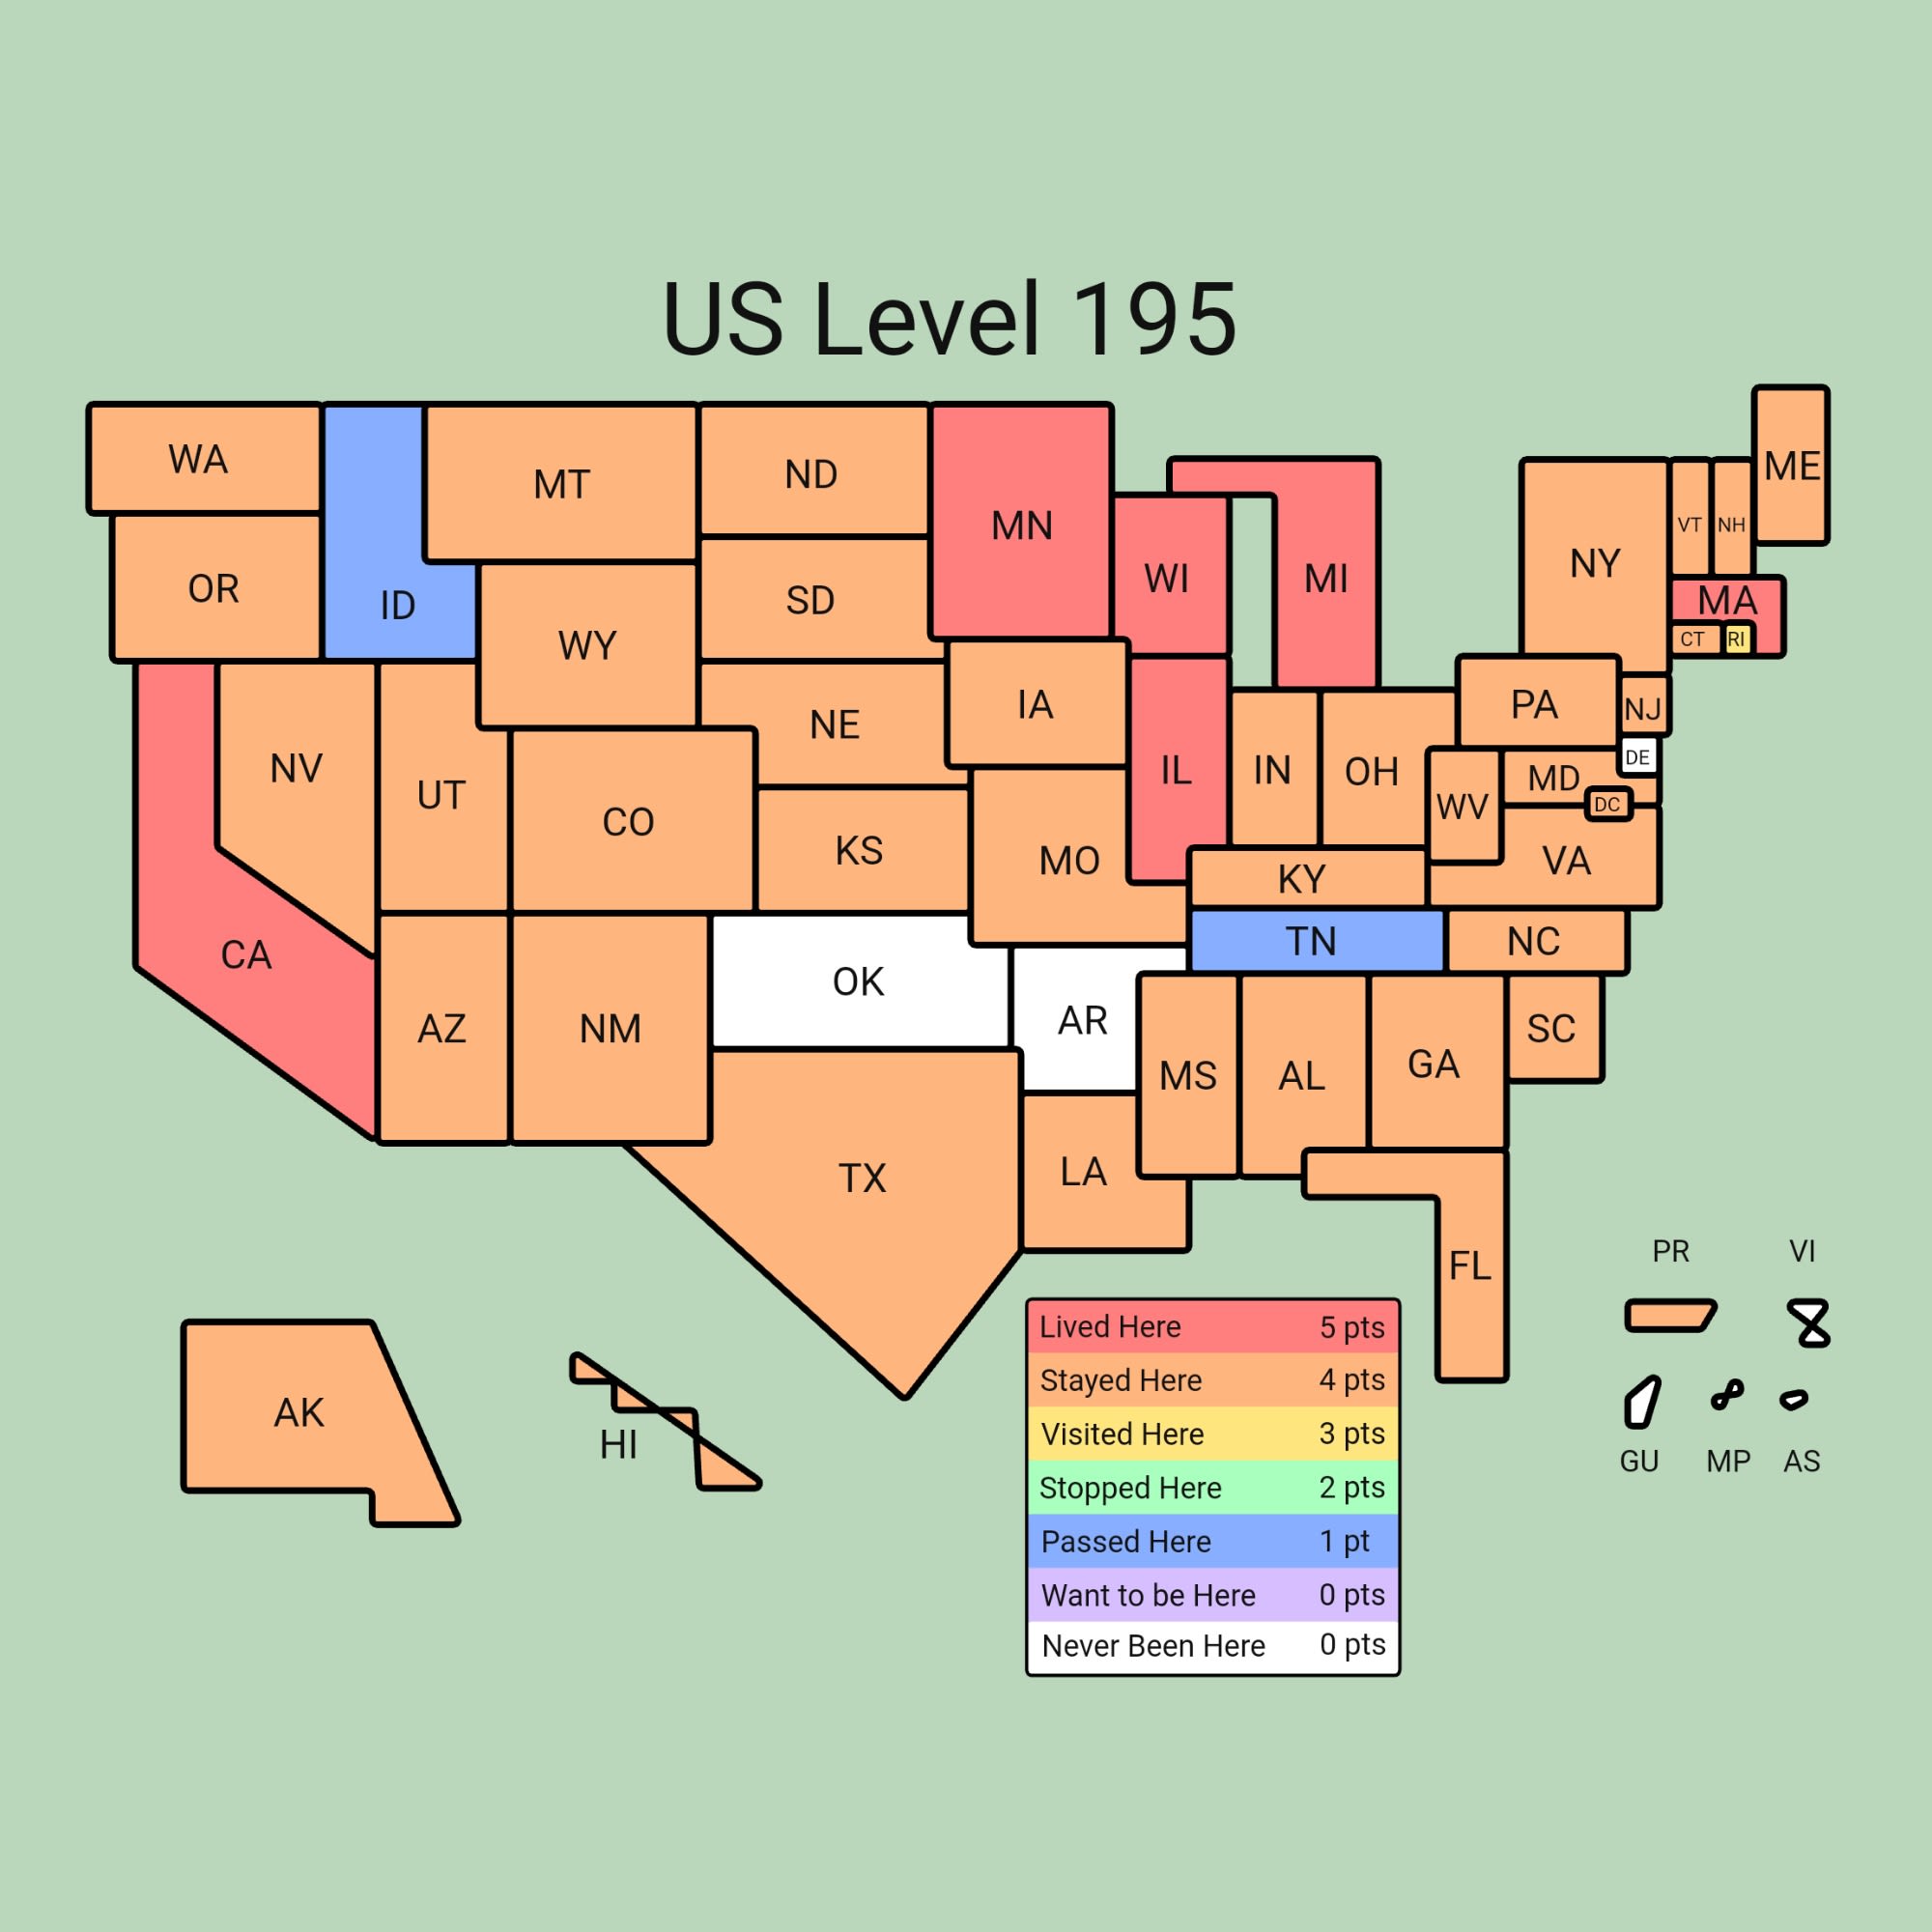 US Level 195
WA
MT
ND
MN
ME
OR
ID
SD
WI
MI
NY
VT
NH
WY
MA
CT
RI
NV
UT
NE
IA
IL
IN
OH
PA
NJ
DE
CO
KS
MO
KY
WV
MD
DC
VA
CA
TN
NC
AZ
NM
OK
AR
MS
AL
GA
SC
TX
LA
FL
AK
HI
PR
VI
GU
MP
AS
Lived Here 5 pts
Stayed Here 4 pts
Visited Here 3 pts
Stopped Here 2 pts
Passed Here 1 pt
Want to be Here 0 pts
Never Been Here 0 pts